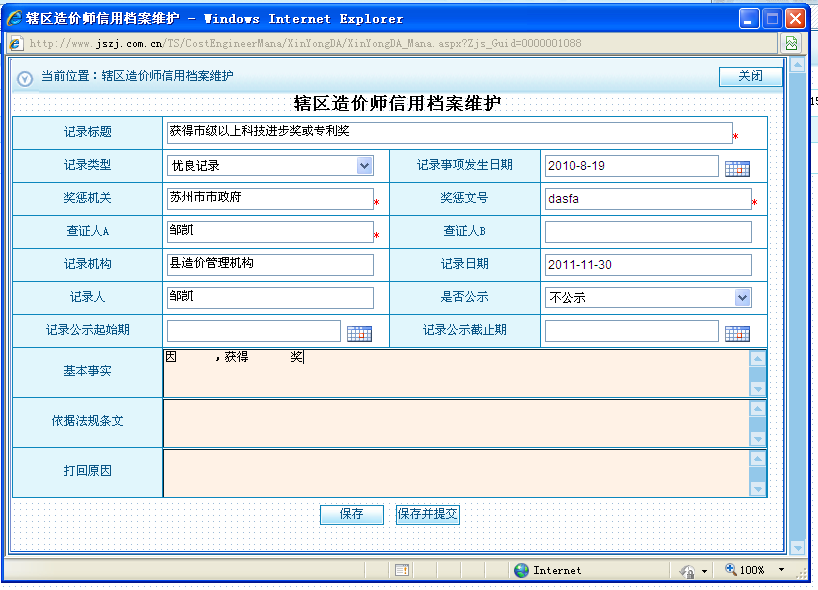 辖区造价师信用档案维护 - Windows Internet Explorer
http://www.jszj.com.cn/TS/CostEngineerMana/XinYongDA/XinYongDA_Mana.aspx?Zjs_Guid=0000001088
当前位置：辖区造价师信用档案维护 关闭
辖区造价师信用档案维护
记录标题 获得市级以上科技进步奖或专利奖 *
记录类型 优良记录 记录事项发生日期 2010-8-19
奖惩机关 苏州市市政府 * 奖惩文号 dasfa *
查证人A 邹凯 * 查证人B
记录机构 县造价管理机构 记录日期 2011-11-30
记录人 邹凯 是否公示 不公示
记录公示起始期 记录公示截止期
基本事实 因 ，获得 奖
依据法规条文
打回原因
保存 保存并提交
Internet 100%